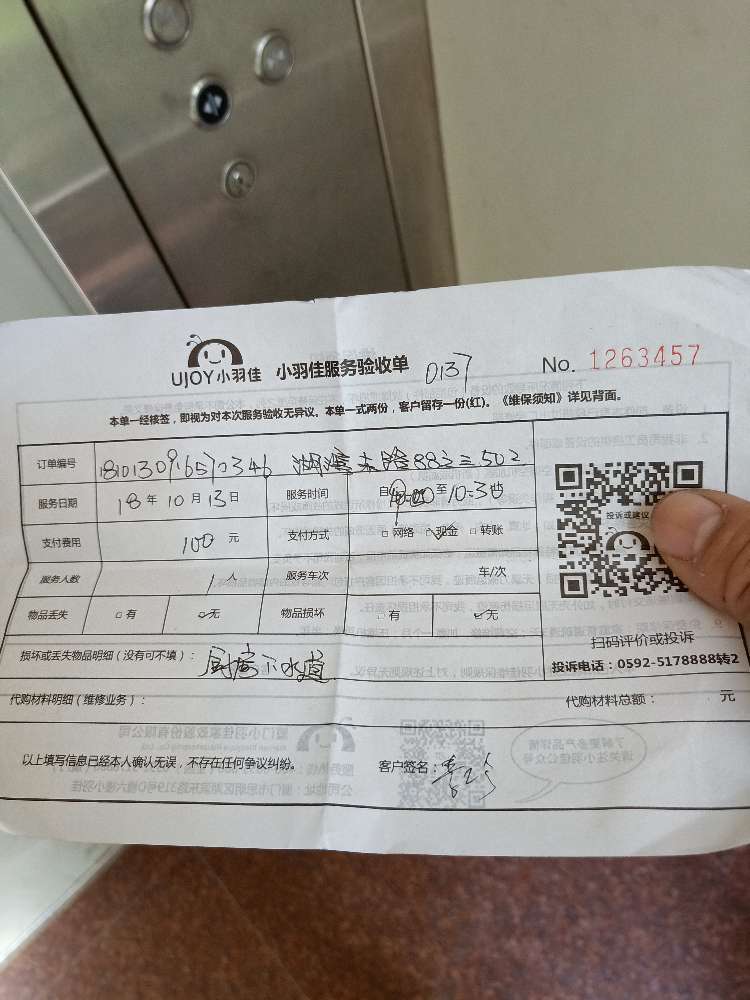 UJOY小羽佳 小羽佳服务验收单 0137 No. 1263457
本单一经核签，即视为对本次服务验收无异议。本单一式两份，客户留存一份(红)。《维保须知》详见背面。
订单编号 湖滨 路 502
服务日期 18 年 10 月 13 日 服务时间 自 至 10:30
支付费用 100 元 支付方式 □ 网络 ☑ 现金 □ 转账
服务人数 1 人 服务车次 车/次
物品丢失 □ 有 ☑ 无 物品损坏 □ 有 ☑ 无
投诉或建议
扫码评价或投诉
投诉电话：0592-5178888转2
损坏或丢失物品明细（没有可不填）： 厨房下水道
代购材料明细（维修业务）： 代购材料总额： 元
以上填写信息已经本人确认无误，不存在任何争议纠纷。 客户签名：